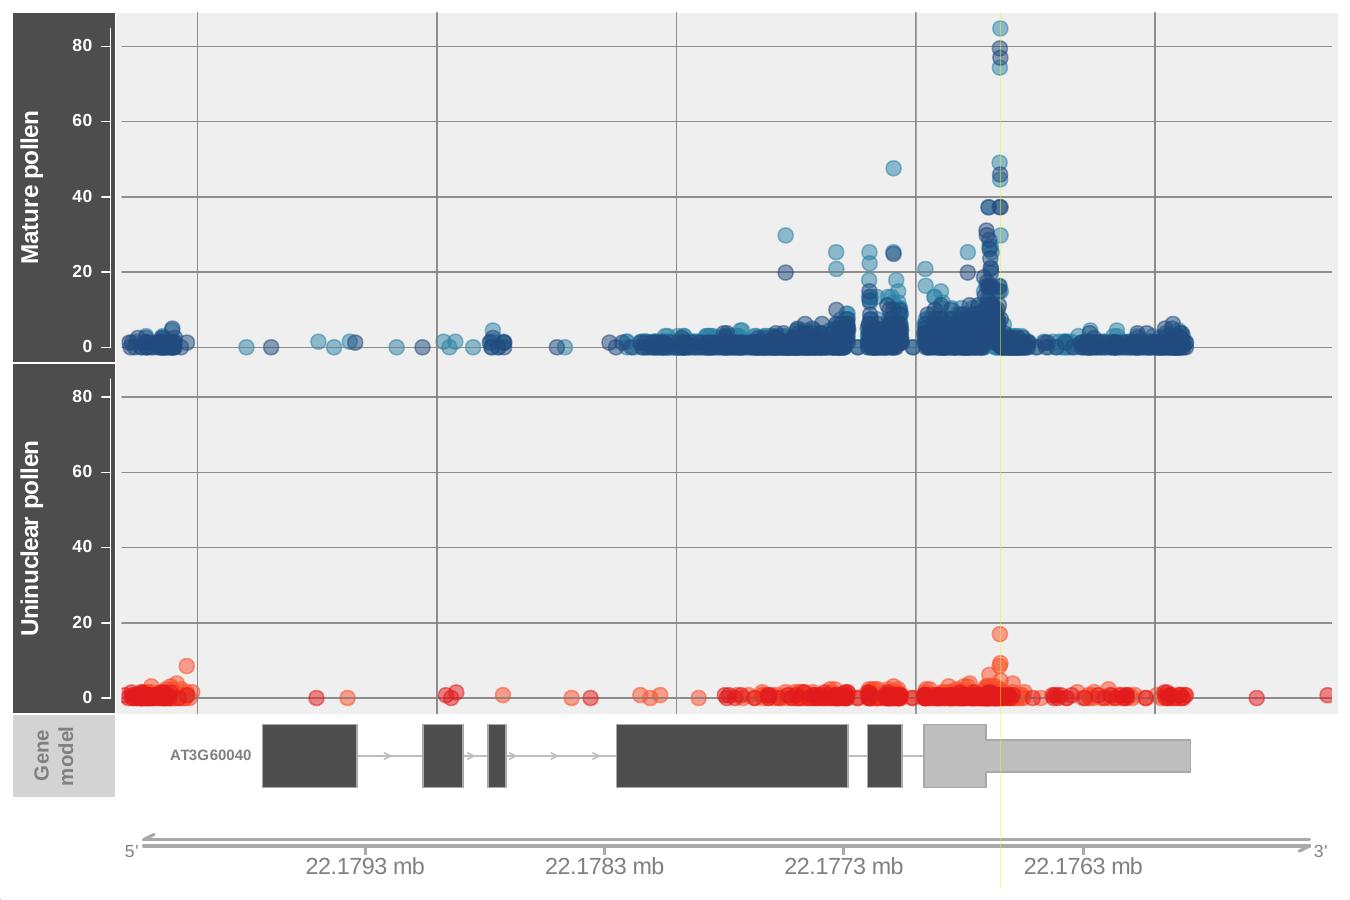 Mature pollen
80
60
40
20
0
Uninuclear pollen
80
60
40
20
0
Gene
model
AT3G60040
5'
3'
22.1793 mb
22.1783 mb
22.1773 mb
22.1763 mb